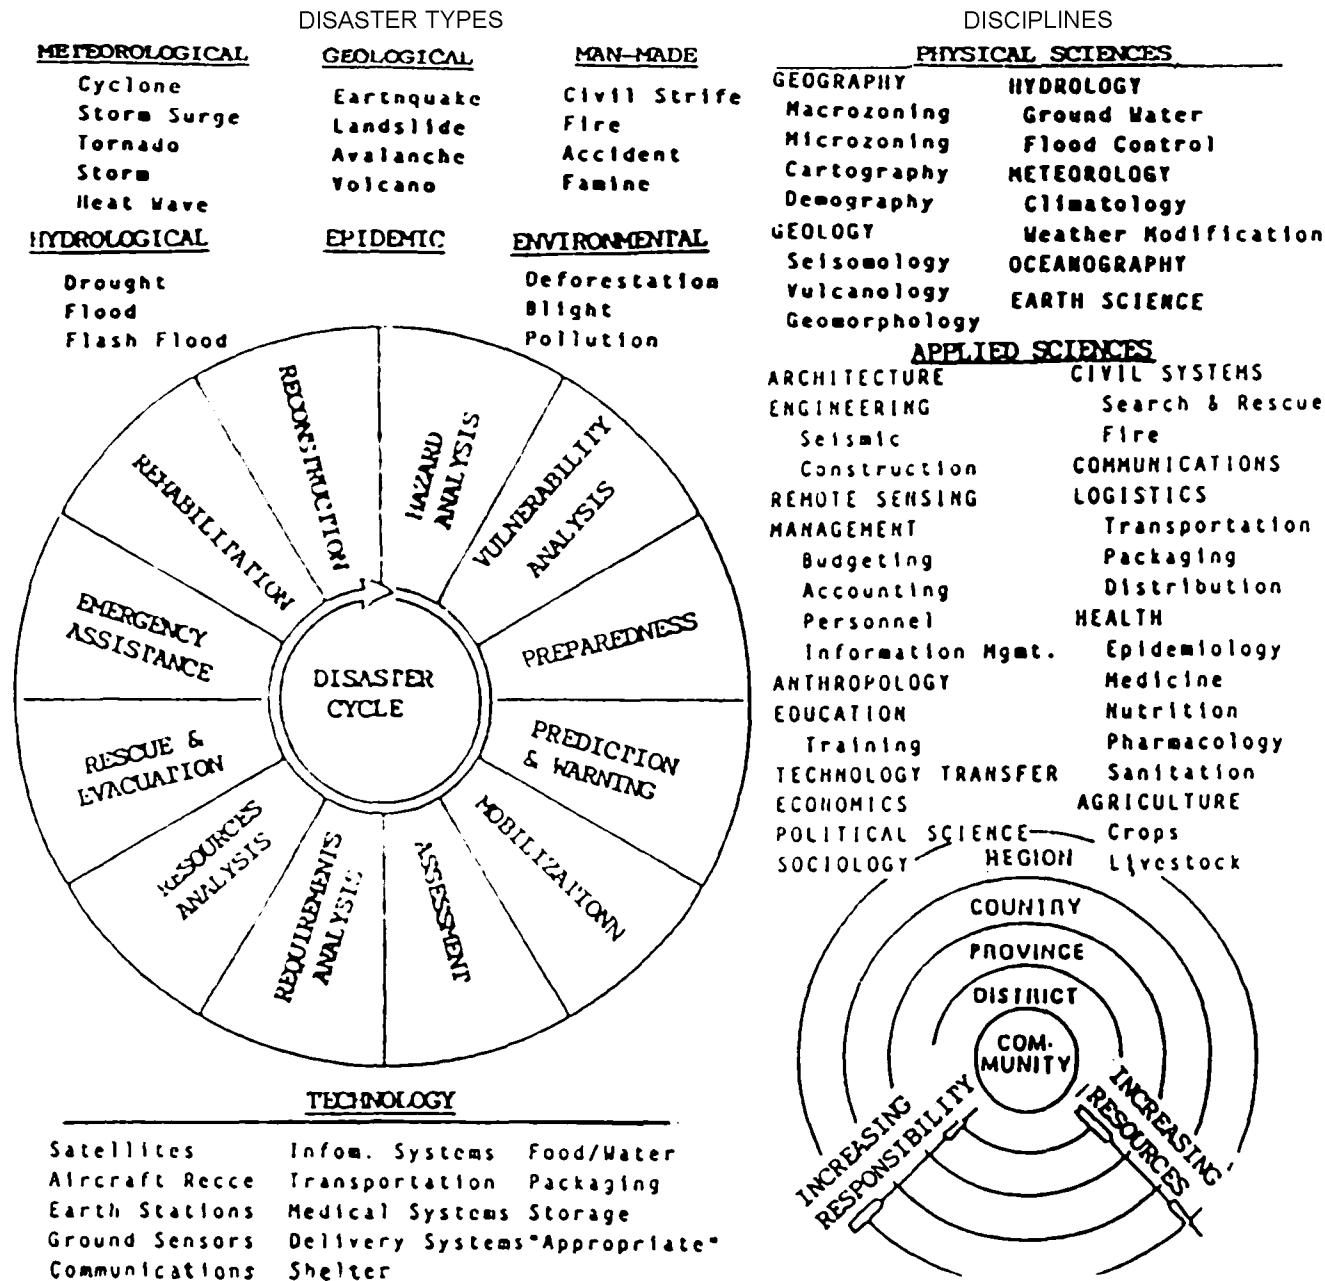 DISASTER TYPES
METEOROLOGICAL
Cyclone
Storm Surge
Tornado
Storm
Heat Wave
GEOLOGICAL
Earthquake
Landslide
Avalanche
Volcano
MAN-MADE
Civil Strife
Fire
Accident
Famine
HYDROLOGICAL
Drought
Flood
Flash Flood
EPIDEMIC
ENVIRONMENTAL
Deforestation
Blight
Pollution
DISCIPLINES
PHYSICAL SCIENCES
GEOGRAPHY
Macrozoning
Microzoning
Cartography
Demography
GEOLOGY
Seisomology
Vulcanology
Geomorphology
HYDROLOGY
Ground Water
Flood Control
METEOROLOGY
Climatology
Weather Modification
OCEANOGRAPHY
EARTH SCIENCE
APPLIED SCIENCES
ARCHITECTURE
ENGINEERING
Seismic
Construction
REMOTE SENSING
MANAGEMENT
Budgeting
Accounting
Personnel
Information Mgmt.
ANTHROPOLOGY
EDUCATION
Training
TECHNOLOGY TRANSFER
ECONOMICS
POLITICAL SCIENCE
SOCIOLOGY
CIVIL SYSTEMS
Search & Rescue
Fire
COMMUNICATIONS
LOGISTICS
Transportation
Packaging
Distribution
HEALTH
Epidemiology
Medicine
Nutrition
Pharmacology
Sanitation
AGRICULTURE
Crops
Livestock
DISASTER
CYCLE
HAZARD
ANALYSIS
VULNERABILITY
ANALYSIS
PREPAREDNESS
PREDICTION
& WARNING
MOBILIZATIONN
ASSESSMENT
REQUIREMENTS
ANALYSIS
RESOURCES
ANALYSIS
RESCUE &
EVACUATION
EMERGENCY
ASSISTANCE
REHABILITATION
RECONSTRUCTION
REGION
COUNTRY
PROVINCE
DISTRICT
COM-
MUNITY
INCREASING
RESPONSIBILITY
INCREASING
RESOURCES
TECHNOLOGY
Satellites
Aircraft Recce
Earth Stations
Ground Sensors
Communications
Infom. Systems
Transportation
Medical Systems
Delivery Systems
Shelter
Food/Water
Packaging
Storage
"Appropriate"